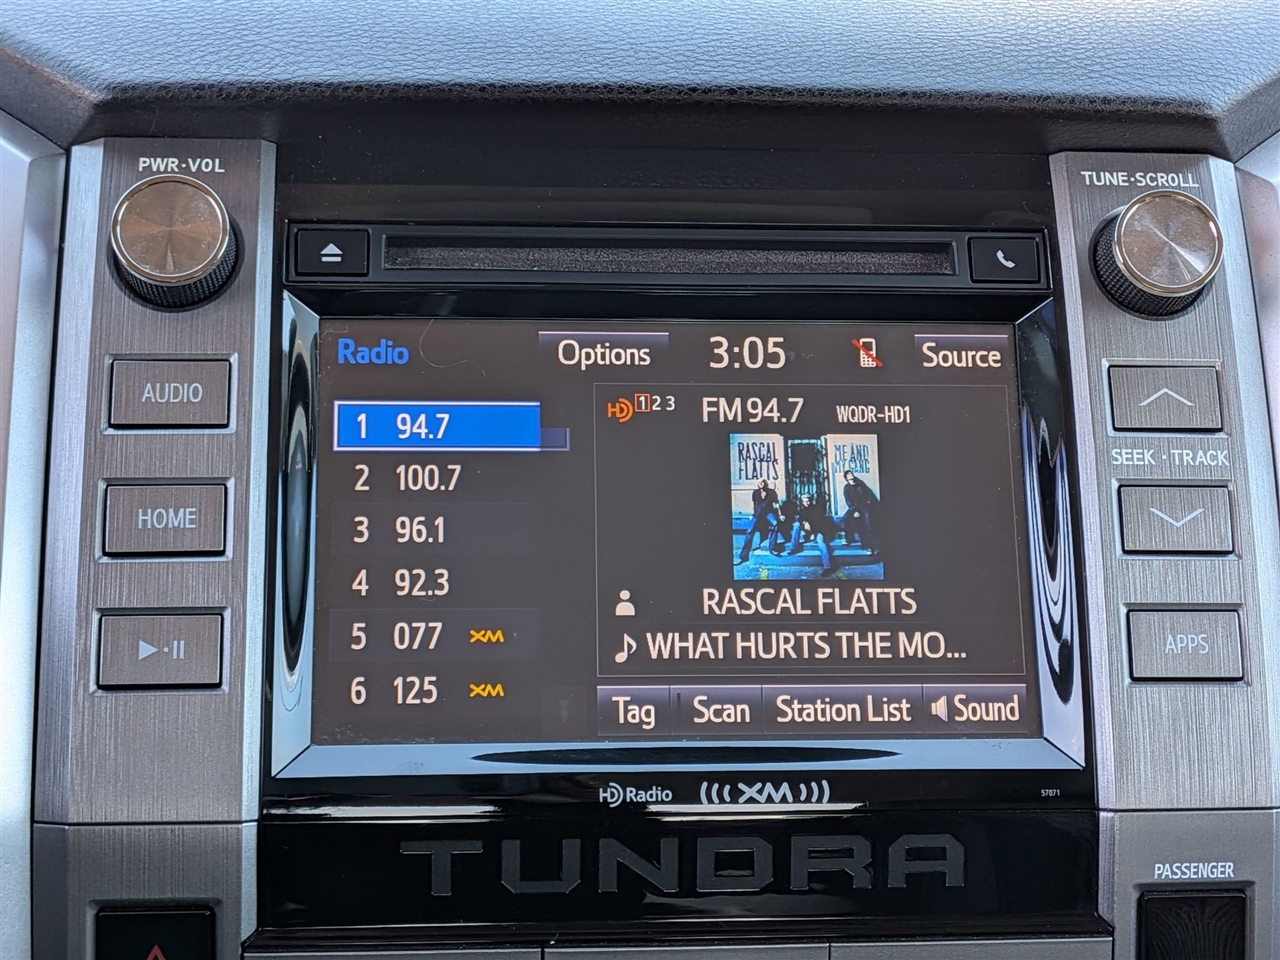 PWR·VOL
TUNE·SCROLL
Radio
Options
3:05
Source
AUDIO
1 94.7
HD 1 2 3
FM 94.7
WQDR-HD1
RASCAL
FLATTS
ME AND
MY GANG
2 100.7
SEEK·TRACK
HOME
3 96.1
4 92.3
RASCAL FLATTS
5 077 XM
WHAT HURTS THE MO...
APPS
6 125 XM
Tag
Scan
Station List
Sound
HD Radio
(((XM)))
57071
TUNDRA
PASSENGER